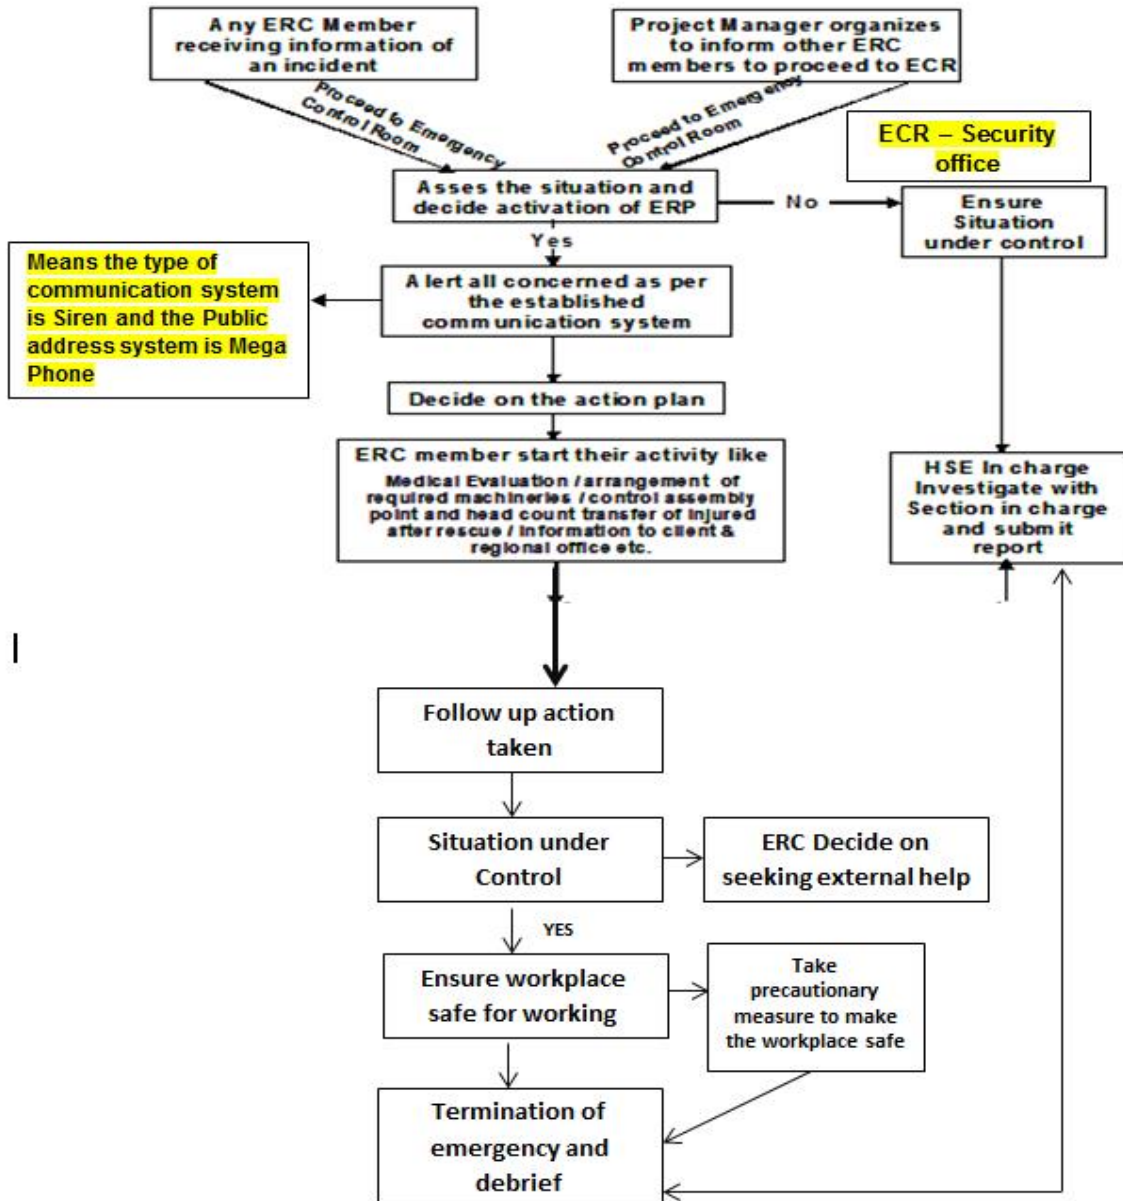 Any ERC Member
receiving information of
an incident
Project Manager organizes
to inform other ERC
members to proceed to ECR
Proceed to Emergency
Control Room
Proceed to Emergency
Control Room
ECR – Security
office
Asses the situation and
decide activation of ERP
No
Ensure
Situation
under control
Yes
Means the type of
communication system
is Siren and the Public
address system is Mega
Phone
Alert all concerned as per
the established
communication system
Decide on the action plan
ERC member start their activity like
Medical Evaluation / arrangement of
required machineries / control assembly
point and head count transfer of injured
after rescue / Information to client &
regional office etc.
HSE In charge
Investigate with
Section in charge
and submit
report
Follow up action
taken
Situation under
Control
ERC Decide on
seeking external help
YES
Ensure workplace
safe for working
Take
precautionary
measure to make
the workplace safe
Termination of
emergency and
debrief